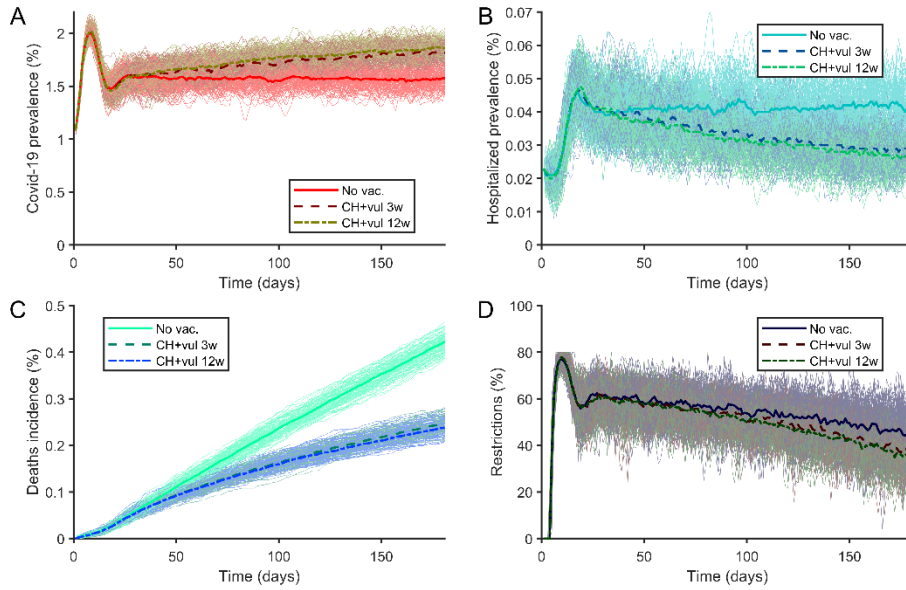 A
Covid-19 prevalence (%)
2
1.5
1
0.5
0
No vac.
CH+vul 3w
CH+vul 12w
0
50
100
150
Time (days)
B
Hospitalized prevalence (%)
0.07
0.06
0.05
0.04
0.03
0.02
0.01
0
No vac.
CH+vul 3w
CH+vul 12w
0
50
100
150
Time (days)
C
Deaths incidence (%)
0.5
0.4
0.3
0.2
0.1
0
No vac.
CH+vul 3w
CH+vul 12w
0
50
100
150
Time (days)
D
Restrictions (%)
100
80
60
40
20
0
No vac.
CH+vul 3w
CH+vul 12w
0
50
100
150
Time (days)